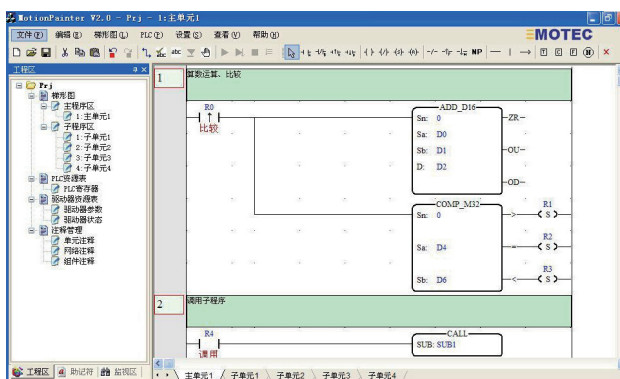 MotionPainter V2.0 - Prj - 1:主单元1
文件(F) 编辑(E) 梯形图(L) PLC(P) 设置(S) 查看(V) 帮助(H)
MOTEC
abc NP
工程区
Prj
梯形图
主程序区
1:主单元1
子程序区
1:子单元1
2:子单元2
3:子单元3
4:子单元4
PLC资源表
PLC寄存器
驱动器资源表
驱动器参数
驱动器状态
注释管理
单元注释
网络注释
组件注释
1 算数运算、比较
R0
比较
ADD_D16
Sn: 0 ZR
Sa: D0
Sb: D1 OU
D: D2
OD
COMP_M32
Sn: 0 > R1 S
Sa: D4 = R2 S
Sb: D6 < R3 S
2 调用子程序
R4
调用
CALL
SUB: SUB1
工程区 助记符 监视区
主单元1 子单元1 子单元2 子单元3 子单元4